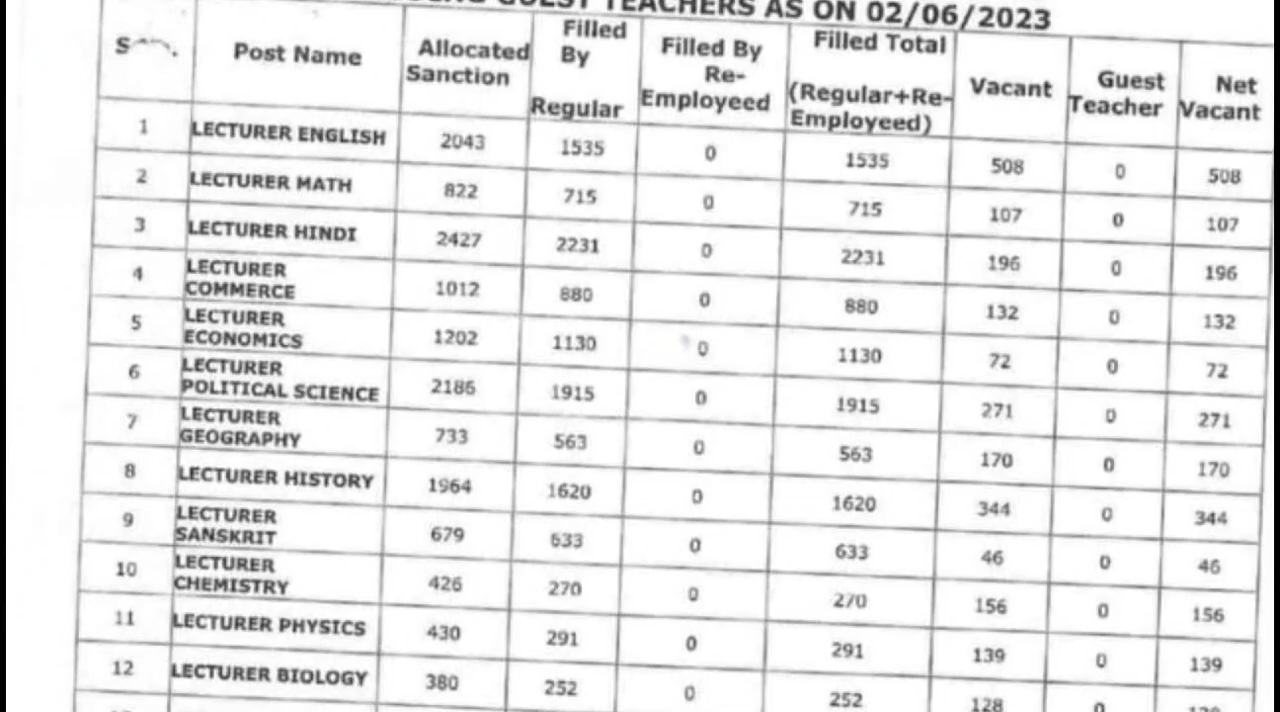 GUEST TEACHERS AS ON 02/06/2023
Post Name | Allocated Sanction | Filled By Regular | Filled By Re-Employeed | Filled Total (Regular+Re-Employeed) | Vacant | Guest Teacher | Net Vacant
1 LECTURER ENGLISH 2043 1535 0 1535 508 0 508
2 LECTURER MATH 822 715 0 715 107 0 107
3 LECTURER HINDI 2427 2231 0 2231 196 0 196
4 LECTURER COMMERCE 1012 880 0 880 132 0 132
5 LECTURER ECONOMICS 1202 1130 0 1130 72 0 72
6 LECTURER POLITICAL SCIENCE 2186 1915 0 1915 271 0 271
7 LECTURER GEOGRAPHY 733 563 0 563 170 0 170
8 LECTURER HISTORY 1964 1620 0 1620 344 0 344
9 LECTURER SANSKRIT 679 633 0 633 46 0 46
10 LECTURER CHEMISTRY 426 270 0 270 156 0 156
11 LECTURER PHYSICS 430 291 0 291 139 0 139
12 LECTURER BIOLOGY 380 252 0 252 128 0